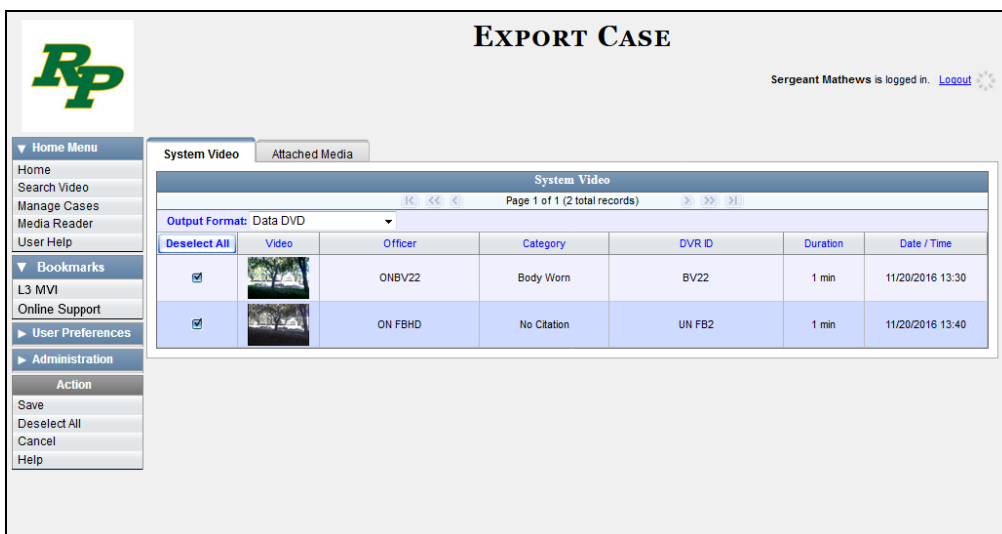 EXPORT CASE
RP
Sergeant Mathews is logged in. Logout
▼ Home Menu
Home
Search Video
Manage Cases
Media Reader
User Help
▼ Bookmarks
L3 MVI
Online Support
► User Preferences
► Administration
Action
Save
Deselect All
Cancel
Help
System Video Attached Media
System Video
|< << < Page 1 of 1 (2 total records) > >> >|
Output Format: Data DVD
Deselect All Video Officer Category DVR ID Duration Date / Time
ONBV22 Body Worn BV22 1 min 11/20/2016 13:30
ON FBHD No Citation UN FB2 1 min 11/20/2016 13:40